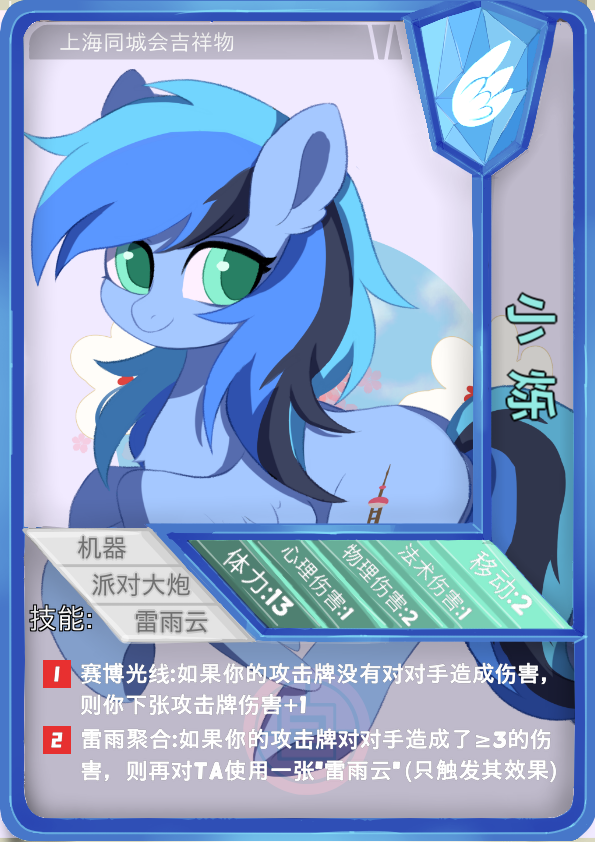 上海同城会吉祥物
小烁
机器
派对大炮
技能:
雷雨云
体力:13
心理伤害:1
物理伤害:2
法术伤害:1
移动:2
1 赛博光线:如果你的攻击牌没有对对手造成伤害,
则你下张攻击牌伤害+1
2 雷雨聚合:如果你的攻击牌对对手造成了≥3的伤
害，则再对TA使用一张"雷雨云"(只触发其效果)